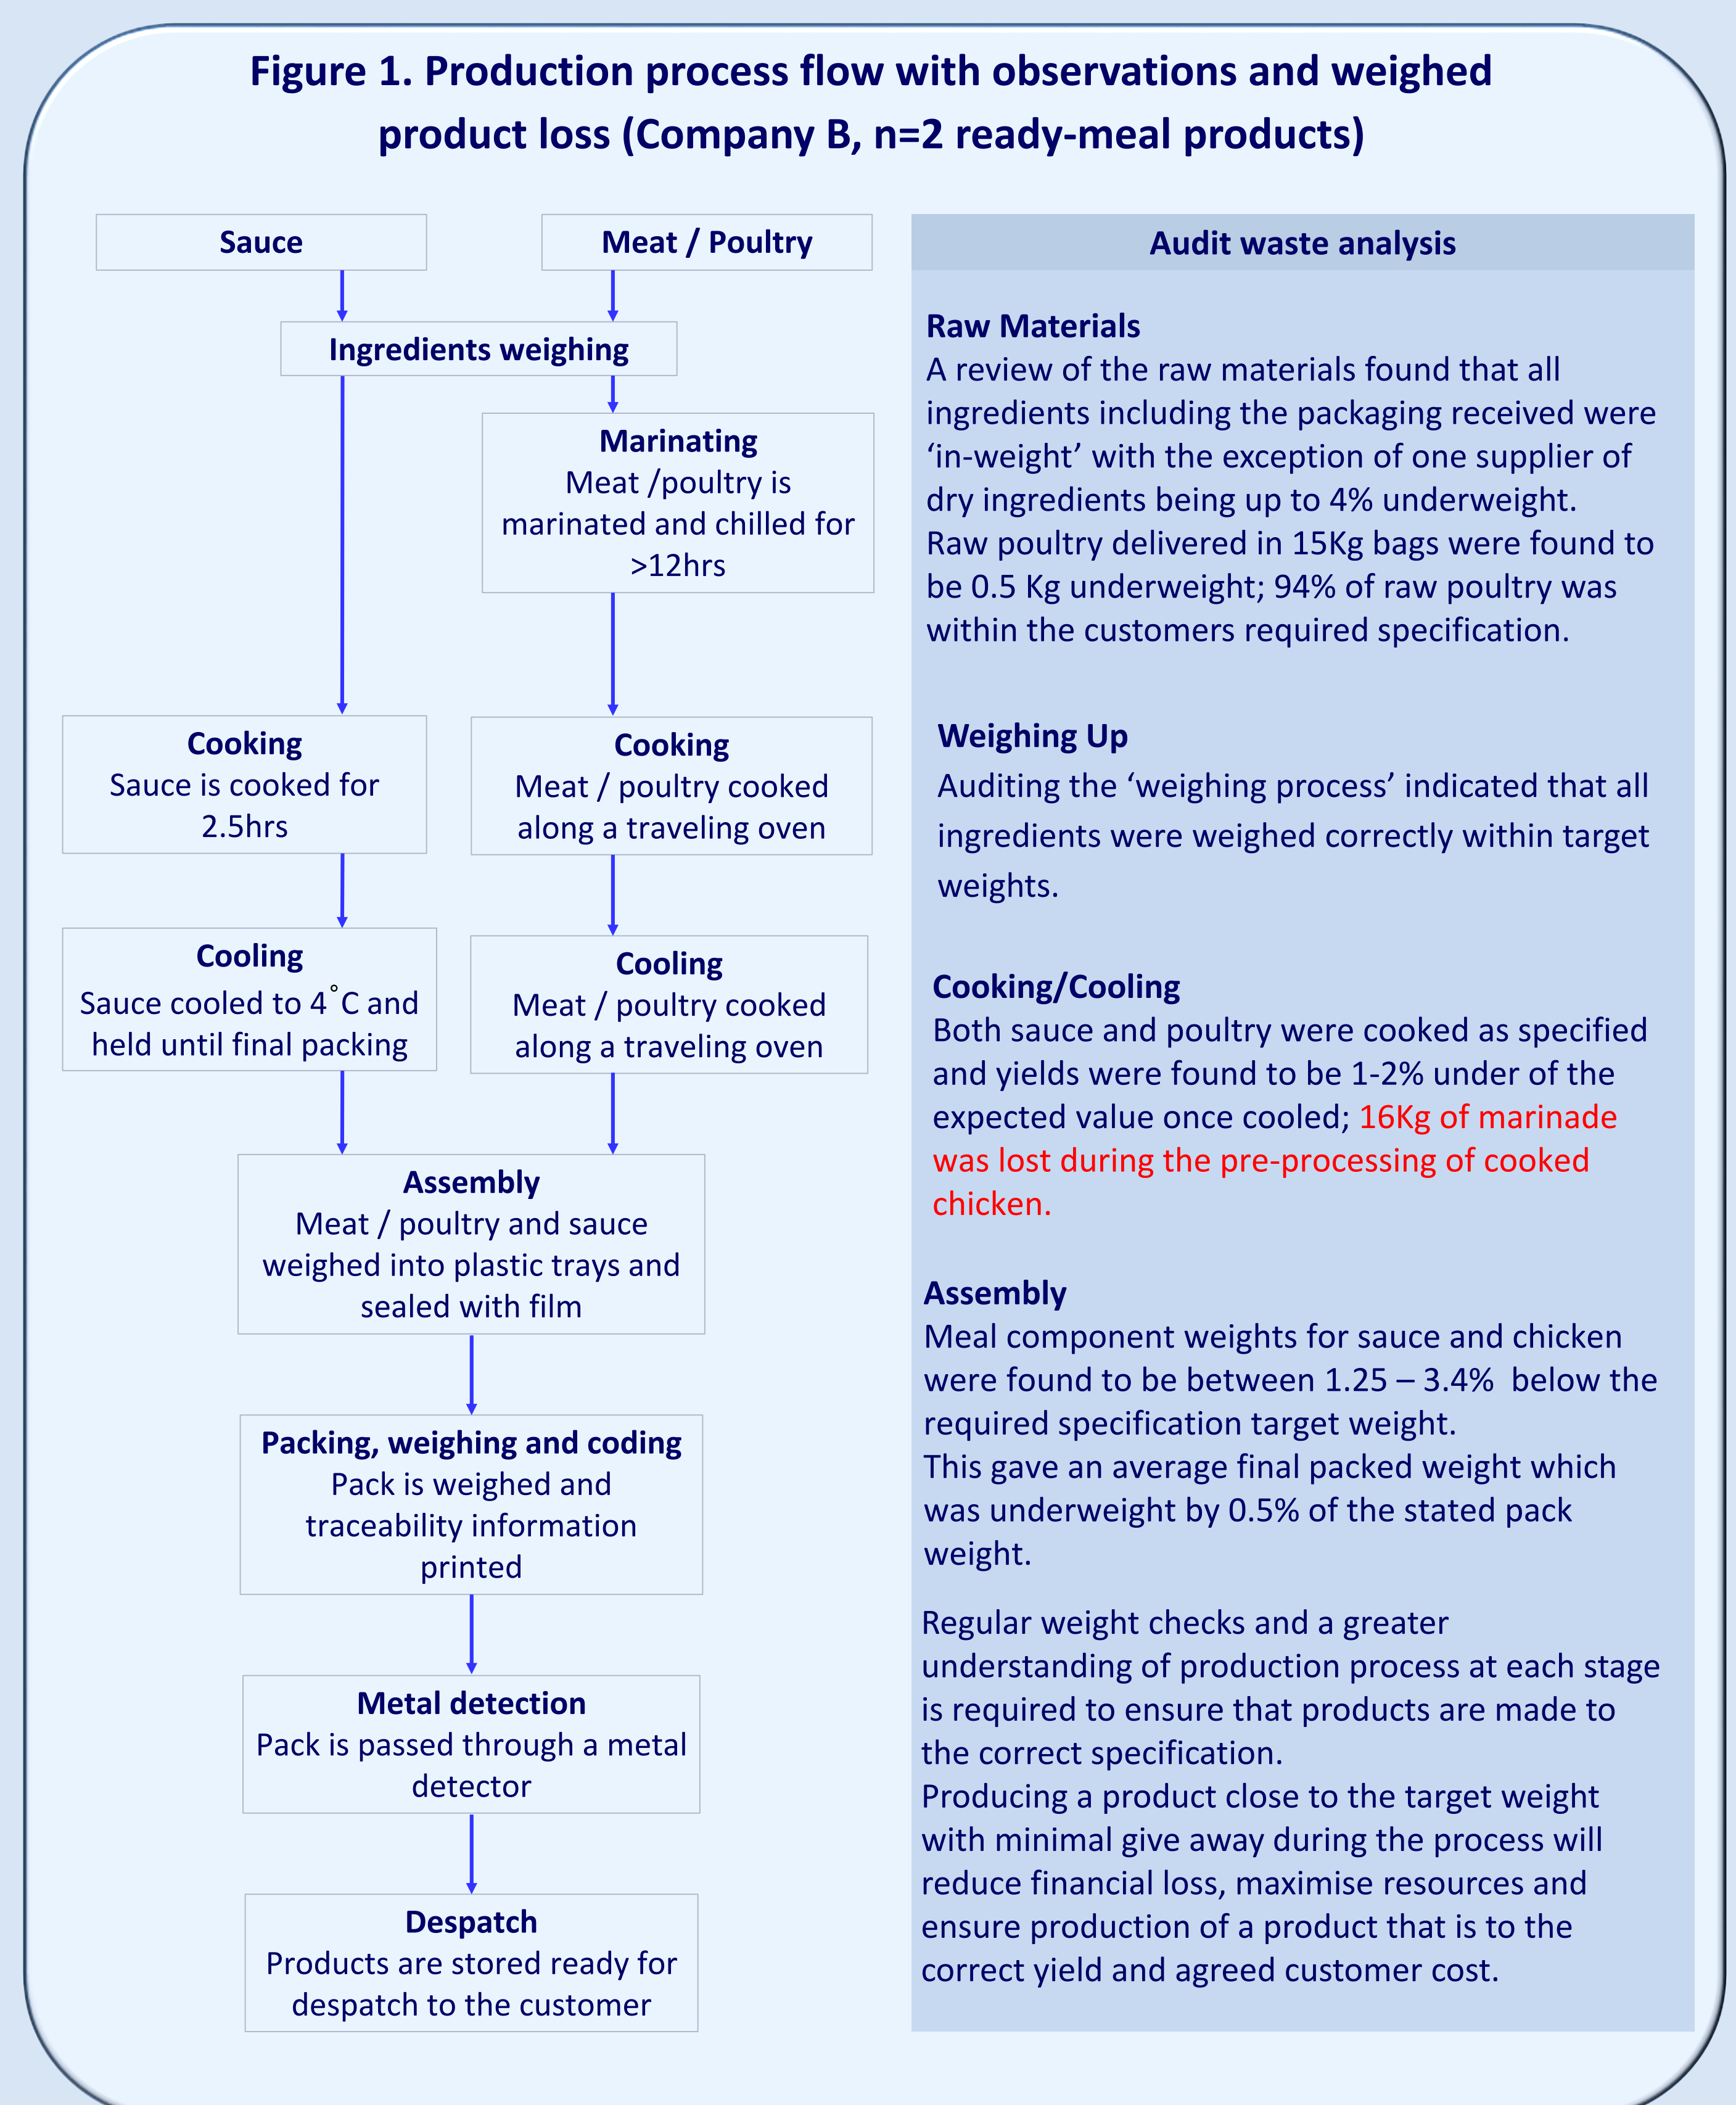 Figure 1. Production process flow with observations and weighed
product loss (Company B, n=2 ready-meal products)
Sauce
Meat / Poultry
Ingredients weighing
Marinating
Meat /poultry is
marinated and chilled for
>12hrs
Cooking
Sauce is cooked for
2.5hrs
Cooking
Meat / poultry cooked
along a traveling oven
Cooling
Sauce cooled to 4°C and
held until final packing
Cooling
Meat / poultry cooked
along a traveling oven
Assembly
Meat / poultry and sauce
weighed into plastic trays and
sealed with film
Packing, weighing and coding
Pack is weighed and
traceability information
printed
Metal detection
Pack is passed through a metal
detector
Despatch
Products are stored ready for
despatch to the customer
Audit waste analysis
Raw Materials
A review of the raw materials found that all
ingredients including the packaging received were
‘in-weight’ with the exception of one supplier of
dry ingredients being up to 4% underweight.
Raw poultry delivered in 15Kg bags were found to
be 0.5 Kg underweight; 94% of raw poultry was
within the customers required specification.
Weighing Up
Auditing the ‘weighing process’ indicated that all
ingredients were weighed correctly within target
weights.
Cooking/Cooling
Both sauce and poultry were cooked as specified
and yields were found to be 1-2% under of the
expected value once cooled; 16Kg of marinade
was lost during the pre-processing of cooked
chicken.
Assembly
Meal component weights for sauce and chicken
were found to be between 1.25 – 3.4% below the
required specification target weight.
This gave an average final packed weight which
was underweight by 0.5% of the stated pack
weight.
Regular weight checks and a greater
understanding of production process at each stage
is required to ensure that products are made to
the correct specification.
Producing a product close to the target weight
with minimal give away during the process will
reduce financial loss, maximise resources and
ensure production of a product that is to the
correct yield and agreed customer cost.